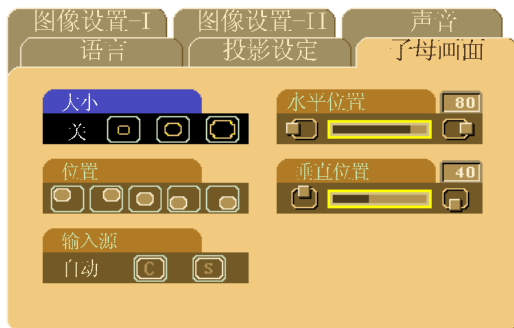 图像设置-I 图像设置-II 声音
语言 投影设定 子母画面
大小
关
水平位置 80
位置
垂直位置 40
输入源
自动 C S